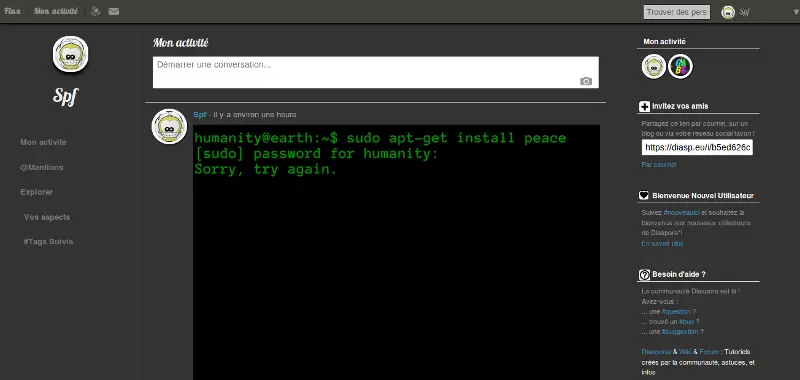 Flux
Mon activité
Trouver des pers
Spf
Spf
Mon activité
@Mentions
Explorer
Vos aspects
#Tags Suivis
Mon activité
Démarrer une conversation...
Spf - il y a environ une heure
humanity@earth:~$ sudo apt-get install peace
[sudo] password for humanity:
Sorry, try again.
Mon activité
Invitez vos amis
Partagez ce lien par courriel, sur un
blog ou via votre réseau social favori !
https://diasp.eu/i/b5ed626c
Par courriel
Bienvenue Nouvel Utilisateur
Suivez #nouveauici et souhaitez la
bienvenue aux nouveaux utilisateurs
de Diaspora*!
En savoir plus
Besoin d'aide ?
La communauté Diaspora est là !
Avez-vous :
... une #question ?
... trouvé un #bug ?
... une #suggestion ?
Diasporial & Wiki & Forum : Tutoriels
créés par la communauté, astuces, et
infos